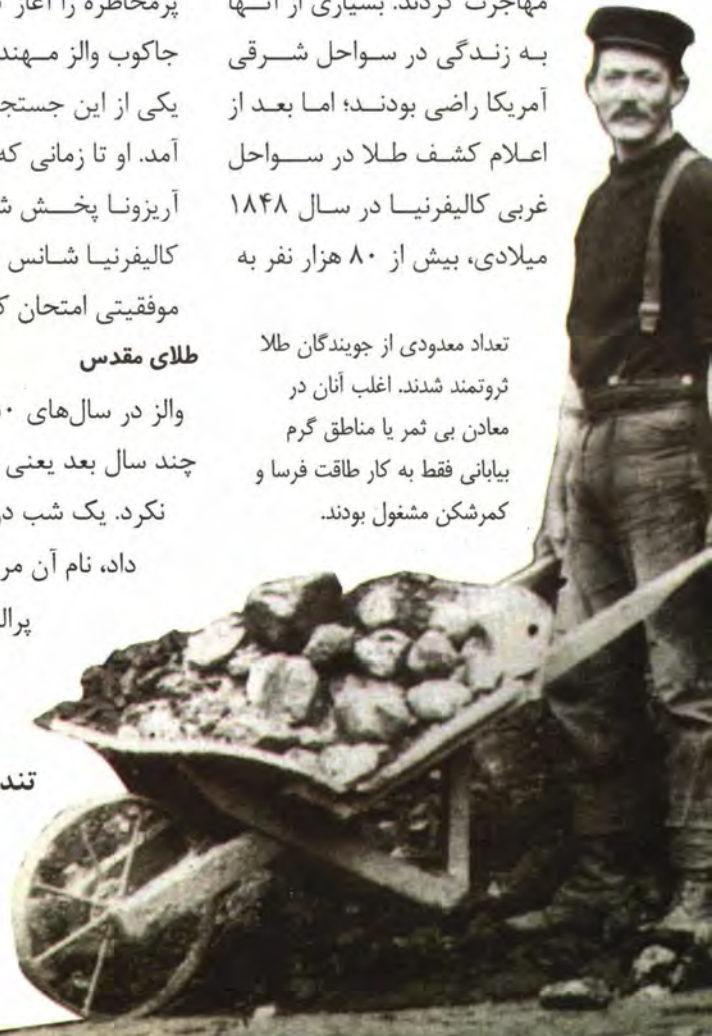 مهاجرت کردند. بسیاری از آنها
به زندگی در سواحل شرقی
آمریکا راضی بودند؛ اما بعد از
اعلام کشف طلا در سواحل
غربی کالیفرنیا در سال ۱۸۴۸
میلادی، بیش از ۸۰ هزار نفر به
تعداد معدودی از جویندگان طلا
ثروتمند شدند. اغلب آنان در
معادن بی ثمر یا مناطق گرم
بیابانی فقط به کار طاقت فرسا و
کمرشکن مشغول بودند.
پرمخاطره را آغاز
جاکوب والز مهند
یکی از این جستج
آمد. او تا زمانی که
آریزونا پخش ش
کالیفرنیا شانس
موفقیتی امتحان ک
طلای مقدس
والز در سال‌های
چند سال بعد یعنی
نکرد. یک شب در
داد، نام آن مر
پرال
تند